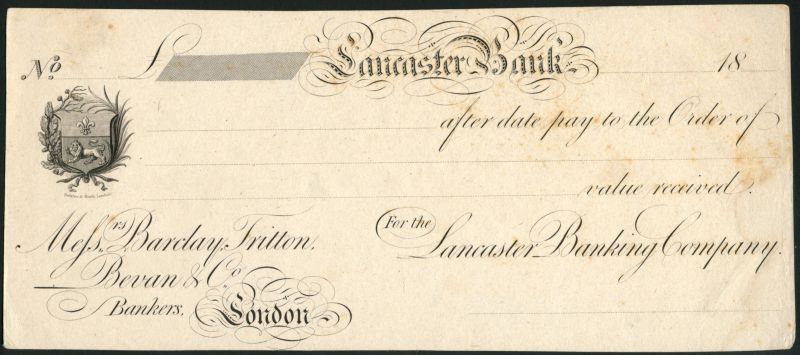 No £ Lancaster Bank. 18
after date pay to the Order of
value received.
Messrs Barclay, Tritton,
Bevan & Co
Bankers, London
For the Lancaster Banking Company.